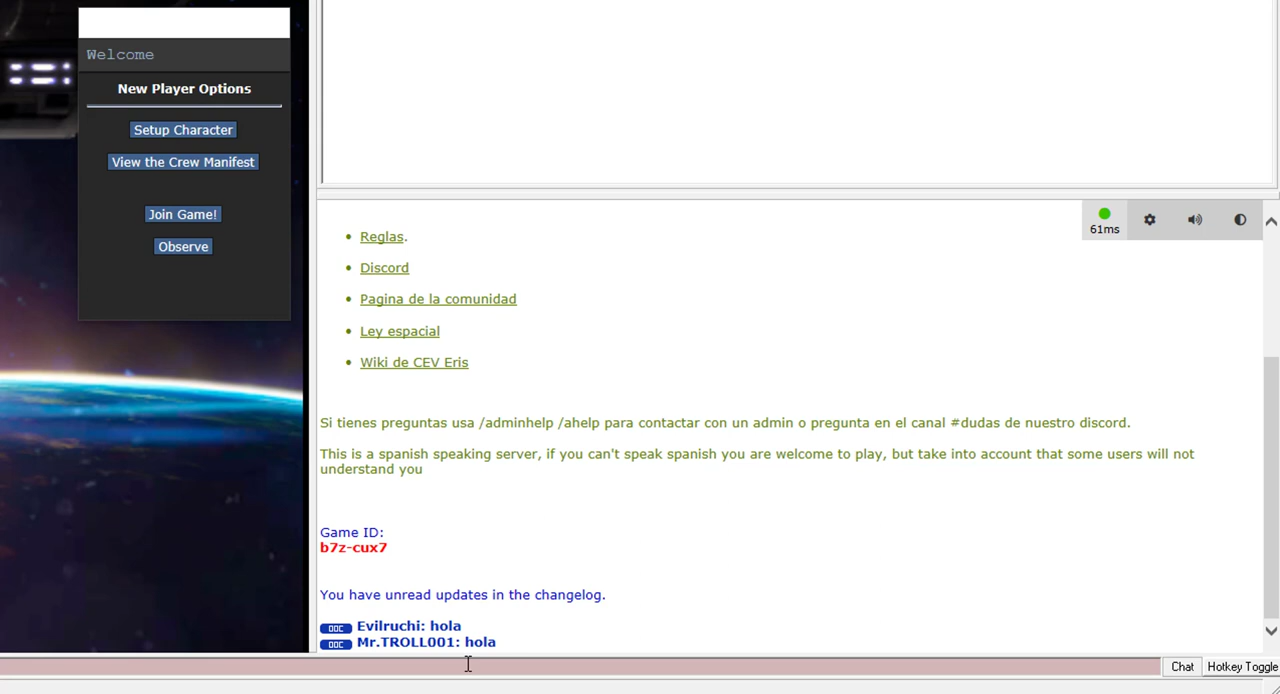 Welcome
New Player Options
Setup Character
View the Crew Manifest
Join Game!
Observe
61ms
Reglas.
Discord
Pagina de la comunidad
Ley espacial
Wiki de CEV Eris
Si tienes preguntas usa /adminhelp /ahelp para contactar con un admin o pregunta en el canal #dudas de nuestro discord.
This is a spanish speaking server, if you can't speak spanish you are welcome to play, but take into account that some users will not
understand you
Game ID:
b7z-cux7
You have unread updates in the changelog.
OOC Evilruchi: hola
OOC Mr.TROLL001: hola
Chat
Hotkey Toggle